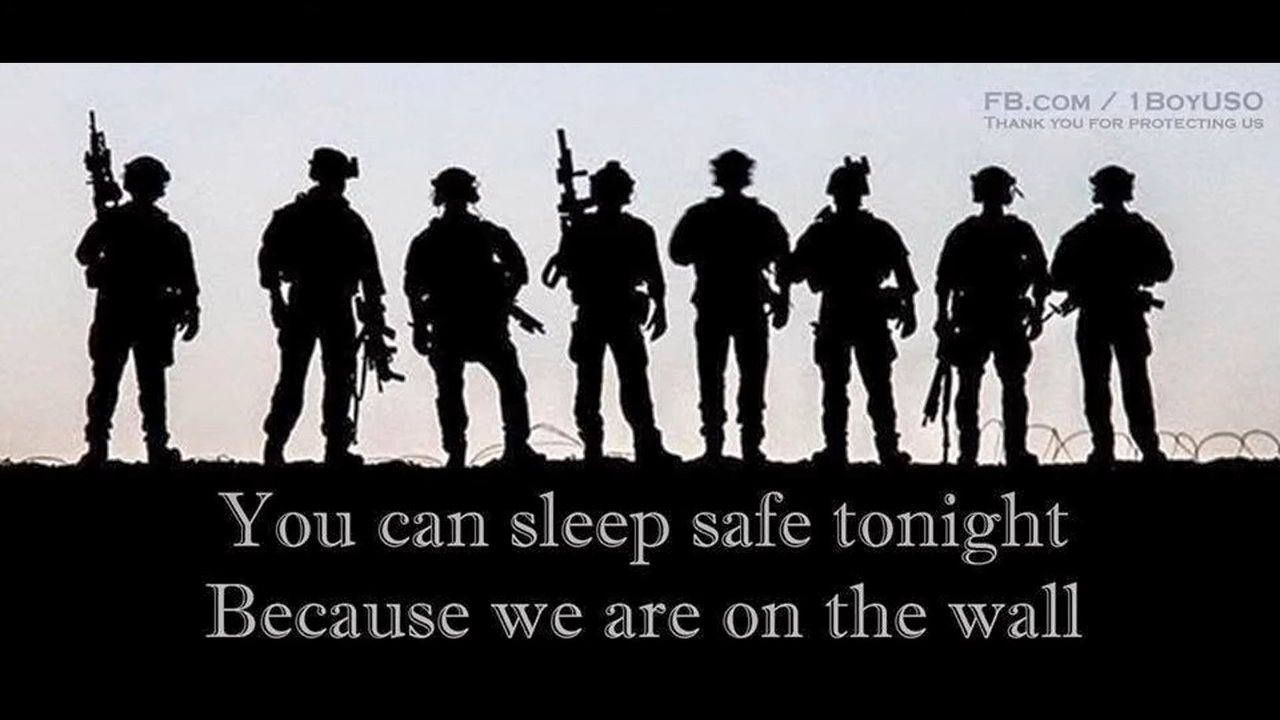 FB.com / 1BoyUSO
Thank you for protecting us
You can sleep safe tonight
Because we are on the wall